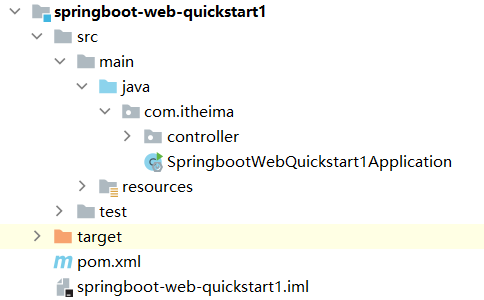 springboot-web-quickstart1
src
main
java
com.itheima
controller
SpringbootWebQuickstart1Application
resources
test
target
pom.xml
springboot-web-quickstart1.iml